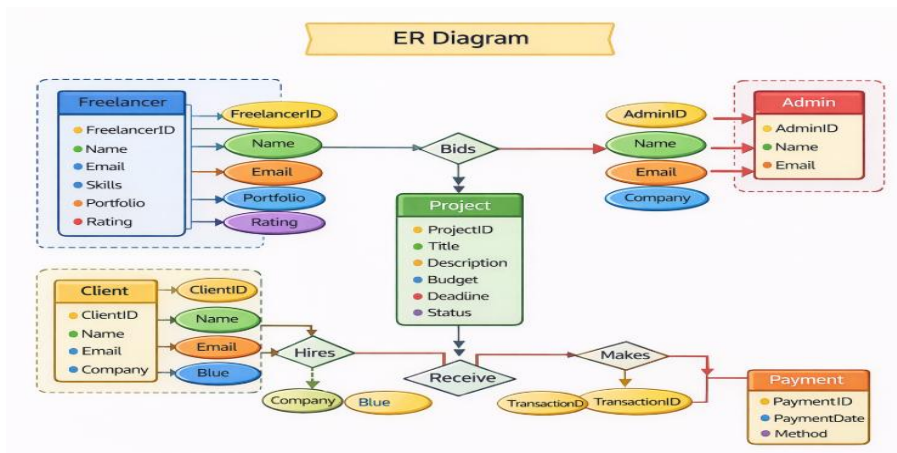 ER Diagram
Freelancer
FreelancerID
Name
Email
Skills
Portfolio
Rating
FreelancerID
Name
Email
Portfolio
Rating
Bids
AdminID
Name
Email
Company
Admin
AdminID
Name
Email
Project
ProjectID
Title
Description
Budget
Deadline
Status
Client
ClientID
Name
Email
Company
ClientID
Name
Email
Blue
Hires
Company
Blue
Receive
Makes
TransactionD
TransactionID
Payment
PaymentID
PaymentDate
Method